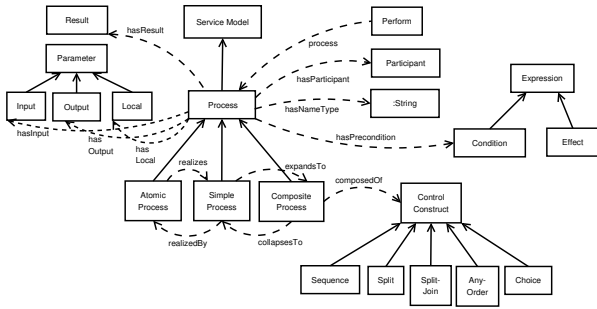 Result
Service Model
Perform
hasResult
process
Parameter
hasParticipant
Participant
Expression
Input
Output
Local
Process
hasNameType
:String
hasInput
has
Output
has
Local
hasPrecondition
Condition
Effect
realizes
expandsTo
Atomic
Process
Simple
Process
Composite
Process
composedOf
Control
Construct
realizedBy
collapsesTo
Sequence
Split
Split-
Join
Any-
Order
Choice